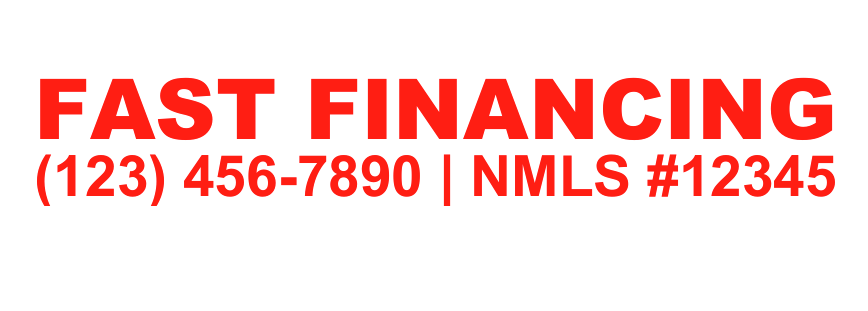 FAST FINANCING
(123) 456-7890 | NMLS #12345